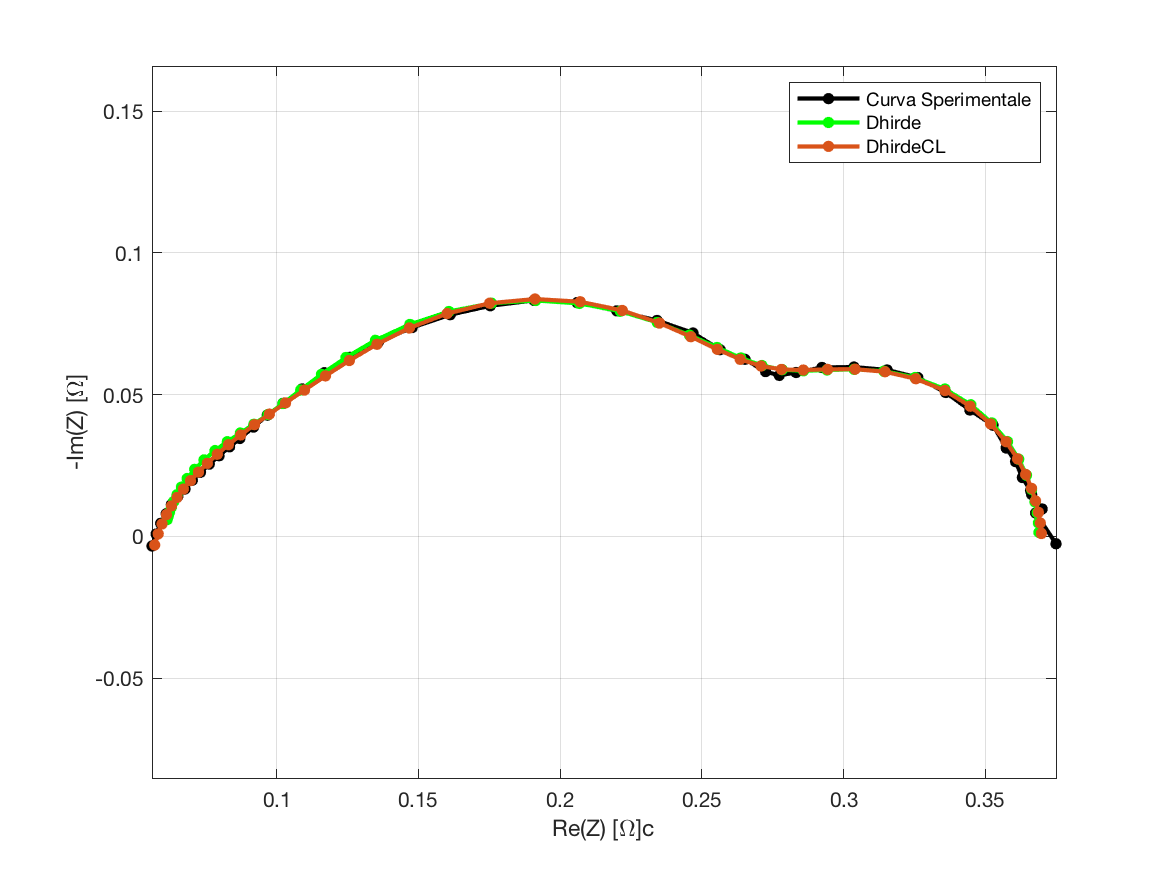 Curva Sperimentale
Dhirde
DhirdeCL
0.15
0.1
0.05
0
-0.05
-Im(Z) [Ω]
0.1 0.15 0.2 0.25 0.3 0.35
Re(Z) [Ω]c